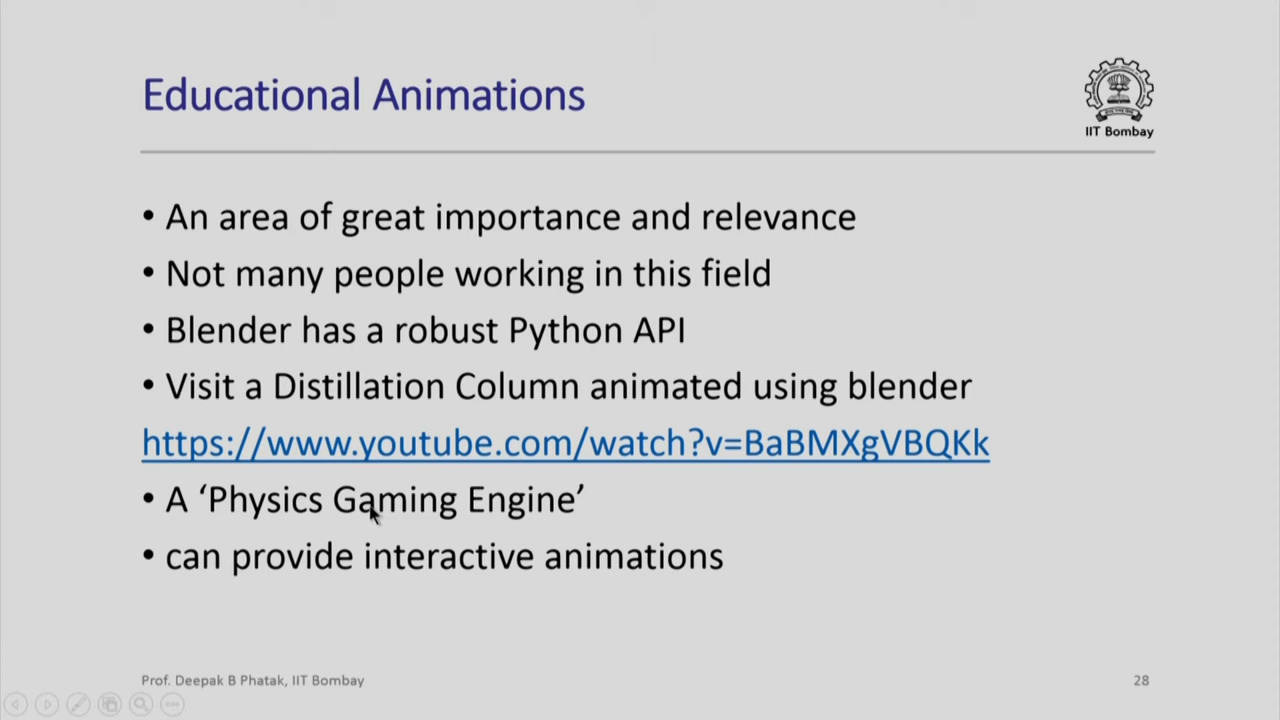 Educational Animations
IIT Bombay
• An area of great importance and relevance
• Not many people working in this field
• Blender has a robust Python API
• Visit a Distillation Column animated using blender
https://www.youtube.com/watch?v=BaBMXgVBQKk
• A ‘Physics Gaming Engine’
• can provide interactive animations
Prof. Deepak B Phatak, IIT Bombay
28